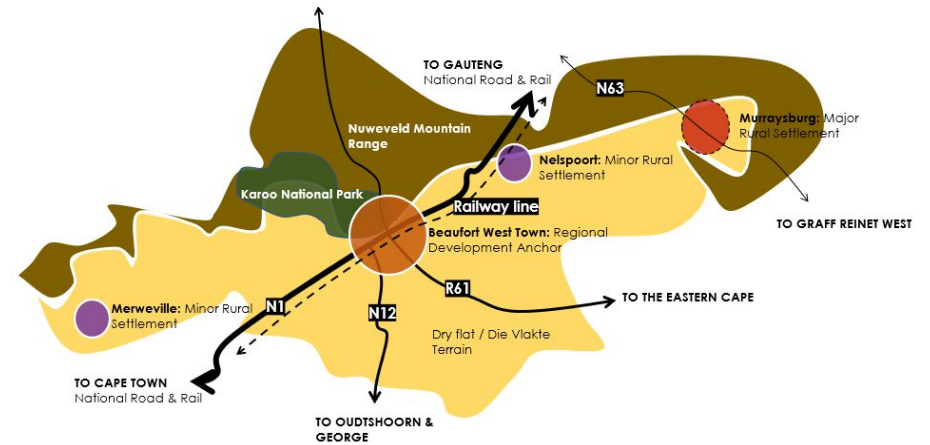 TO GAUTENG
National Road & Rail
N63
Murraysburg: Major
Rural Settlement
Nuweveld Mountain
Range
Nelspoort: Minor Rural
Settlement
Karoo National Park
Railway line
TO GRAFF REINET WEST
Beaufort West Town: Regional
Development Anchor
R61
TO THE EASTERN CAPE
Merweville: Minor Rural
Settlement
N1
N12
Dry flat / Die Vlakte
Terrain
TO CAPE TOWN
National Road & Rail
TO OUDTSHOORN &
GEORGE